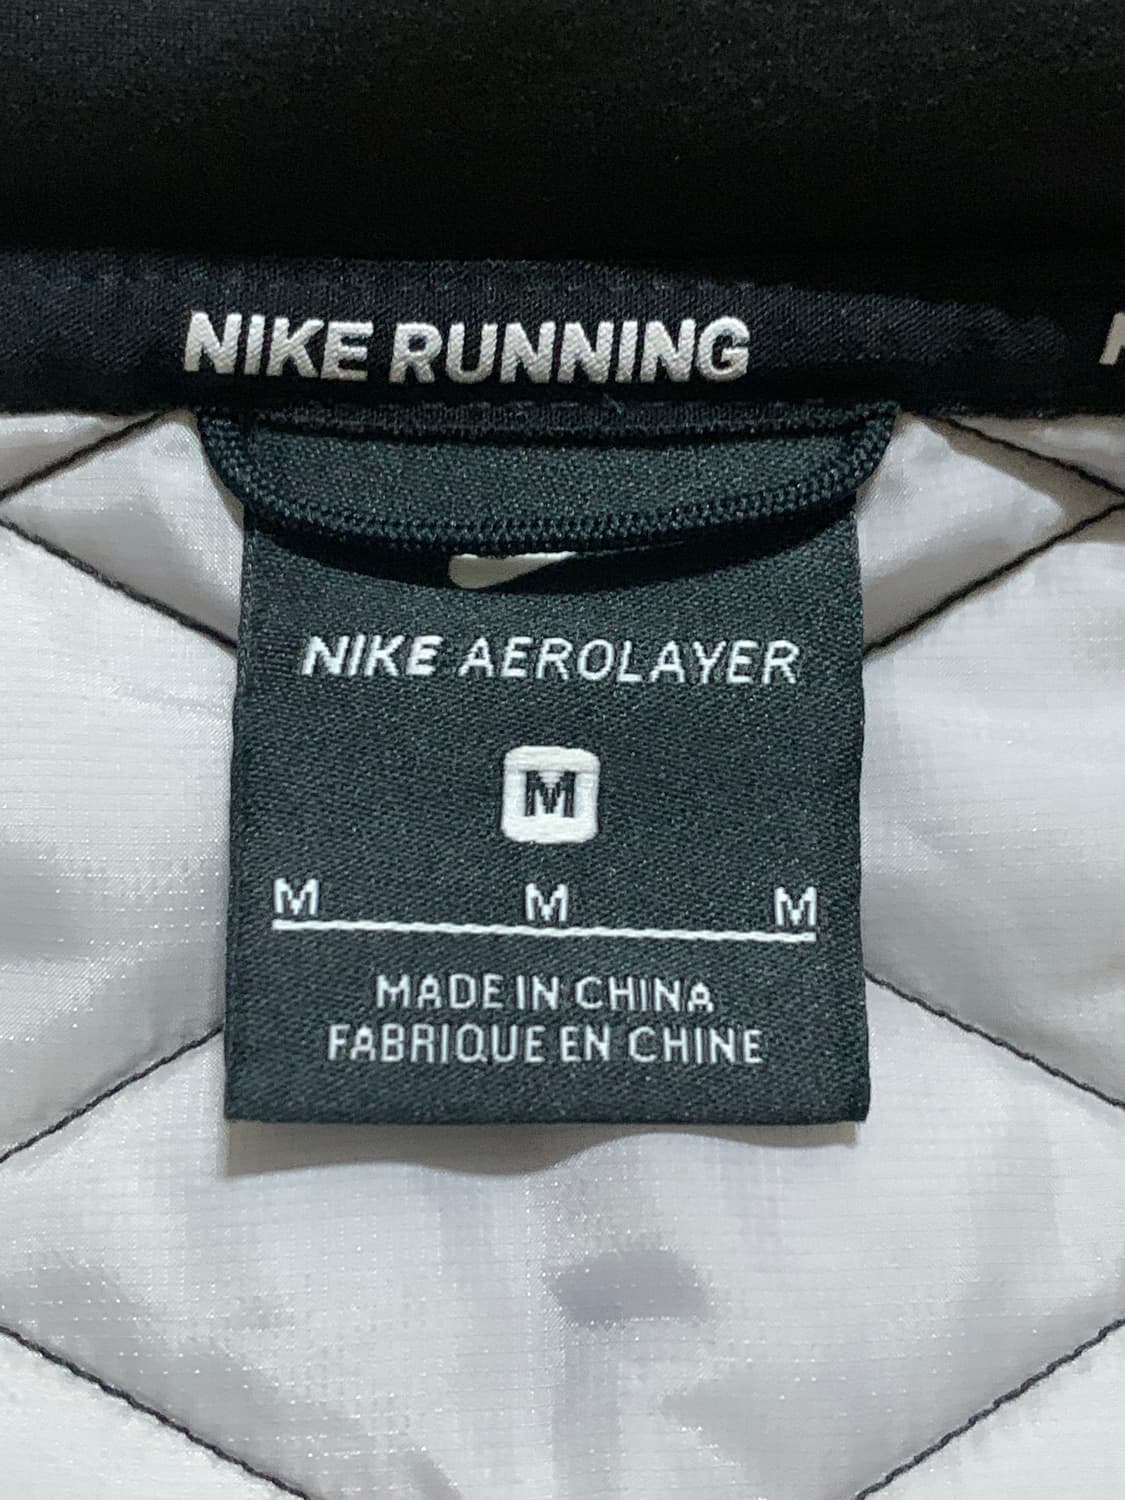 NIKE RUNNING
NIKE AEROLAYER
M
M M M
MADE IN CHINA
FABRIQUE EN CHINE